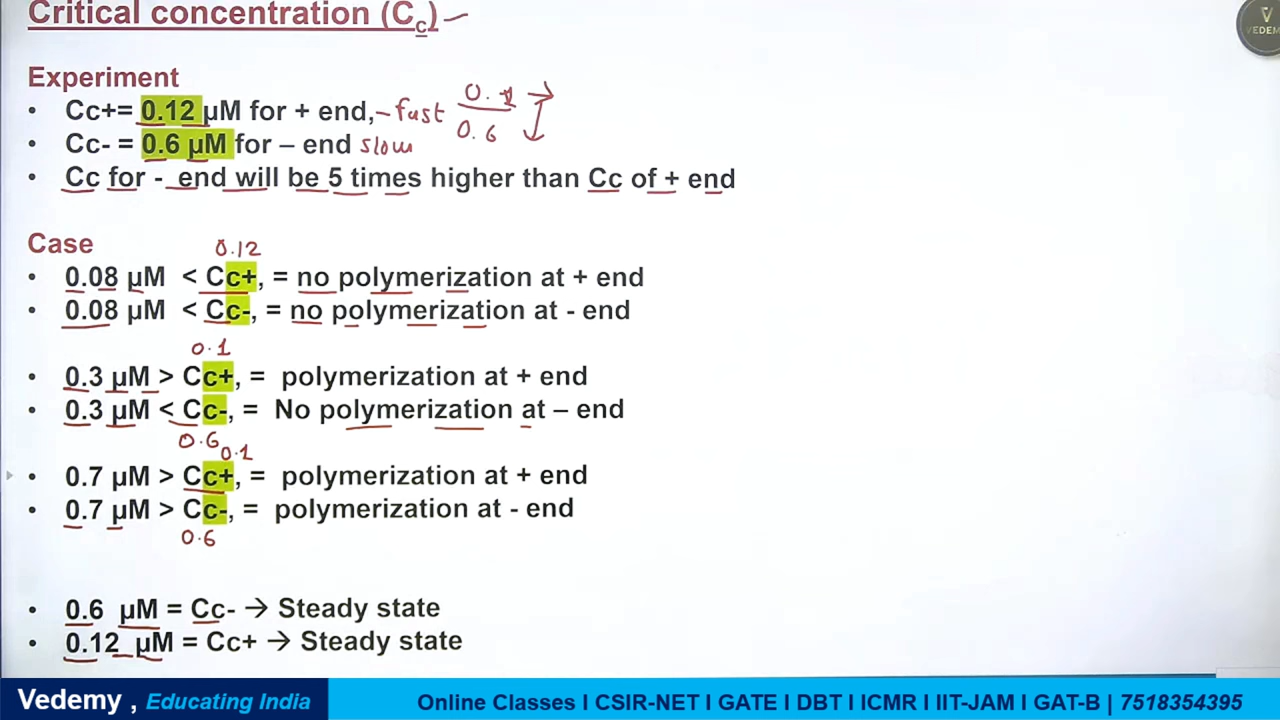 Critical concentration (Cc)
VEDEM
Experiment
• Cc+= 0.12 µM for + end, – fast 0.1
0.6
• Cc- = 0.6 µM for – end slow
• Cc for - end will be 5 times higher than Cc of + end
Case
0.12
• 0.08 µM < Cc+, = no polymerization at + end
• 0.08 µM < Cc-, = no polymerization at - end
0.1
• 0.3 µM > Cc+, = polymerization at + end
• 0.3 µM < Cc-, = No polymerization at – end
0.6
0.1
• 0.7 µM > Cc+, = polymerization at + end
• 0.7 µM > Cc-, = polymerization at - end
0.6
• 0.6 µM = Cc- → Steady state
• 0.12 µM = Cc+ → Steady state
Vedemy , Educating India
Online Classes I CSIR-NET I GATE I DBT I ICMR I IIT-JAM I GAT-B | 7518354395